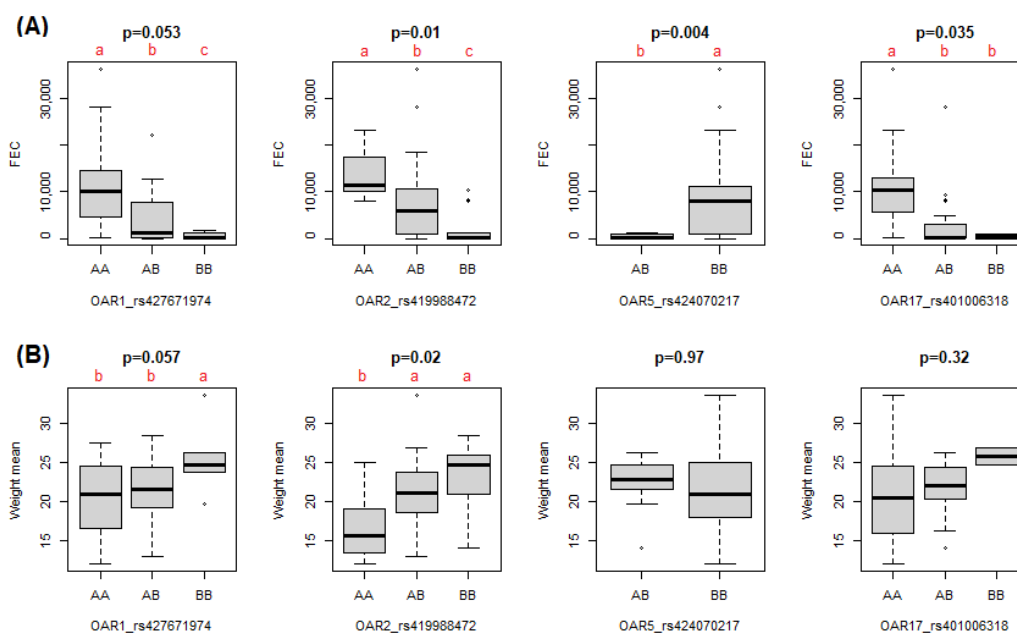 (A)
p=0.053 p=0.01 p=0.004 p=0.035
a b c a b c b a a b b
FEC 0 10,000 30,000 FEC 0 10,000 30,000 FEC 0 10,000 30,000 FEC 0 10,000 30,000
AA AB BB AA AB BB AB BB AA AB BB
OAR1_rs427671974 OAR2_rs419988472 OAR5_rs424070217 OAR17_rs401006318
(B)
p=0.057 p=0.02 p=0.97 p=0.32
b b a b a a
Weight mean 15 20 25 30 Weight mean 15 20 25 30 Weight mean 15 20 25 30 Weight mean 15 20 25 30
AA AB BB AA AB BB AB BB AA AB BB
OAR1_rs427671974 OAR2_rs419988472 OAR5_rs424070217 OAR17_rs401006318